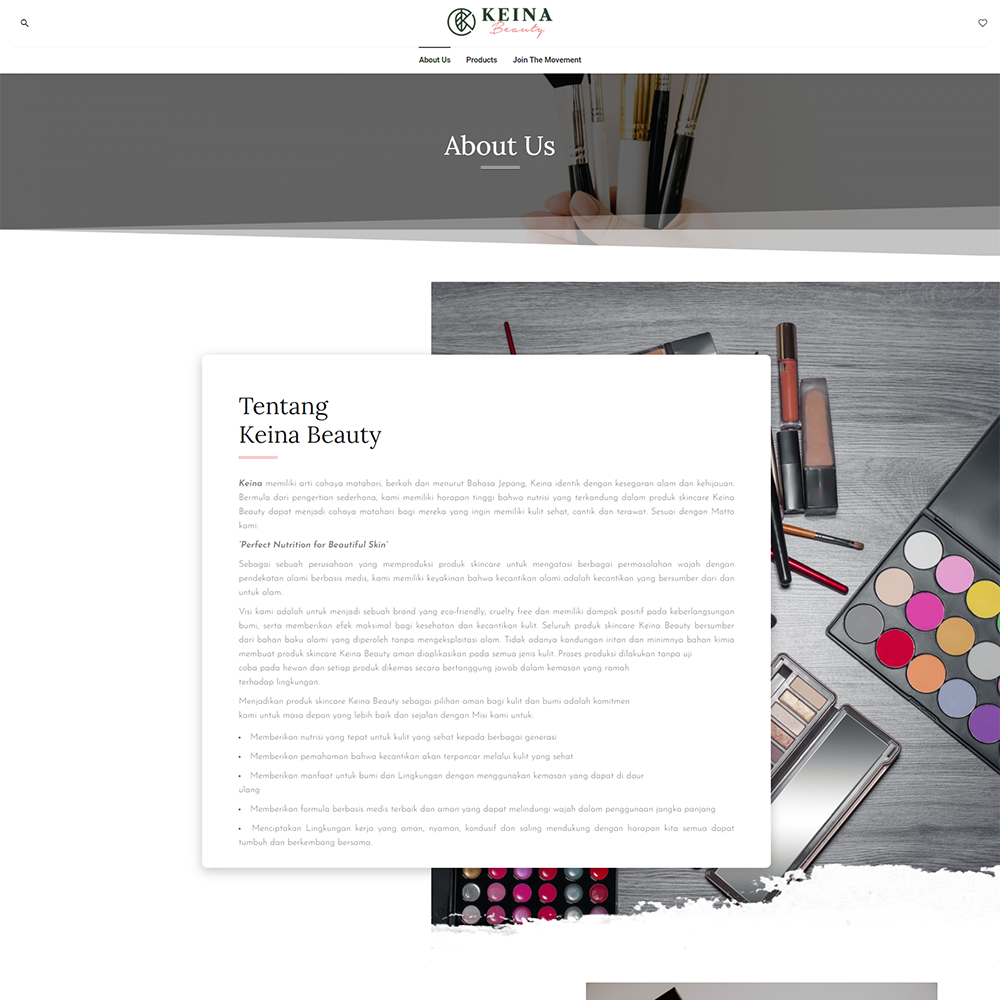 KEINA
Beauty
About Us
Products
Join The Movement
About Us
Tentang
Keina Beauty
Keina memiliki arti cahaya matahari, berkah dan menurut Bahasa Jepang, Keina identik dengan kesegaran alam dan kehijauan.
Bermula dari pengertian sederhana, kami memiliki harapan tinggi bahwa nutrisi yang terkandung dalam produk skincare Keina
Beauty dapat menjadi cahaya matahari bagi mereka yang ingin memiliki kulit sehat, cantik dan terawat. Sesuai dengan Motto
kami:
"Perfect Nutrition for Beautiful Skin"
Sebagai sebuah perusahaan yang memproduksi produk skincare untuk mengatasi berbagai permasalahan wajah dengan
pendekatan alami berbasis medis, kami memiliki keyakinan bahwa kecantikan alami adalah kecantikan yang bersumber dari dan
untuk alam.
Visi kami adalah untuk menjadi sebuah brand yang eco-friendly, cruelty free dan memiliki dampak positif pada keberlangsungan
bumi, serta memberikan efek maksimal bagi kesehatan dan kecantikan kulit. Seluruh produk skincare Keina Beauty bersumber
dari bahan baku alami yang diperoleh tanpa mengeksploitasi alam. Tidak adanya kandungan iritan dan minimnya bahan kimia
membuat produk skincare Keina Beauty aman diaplikasikan pada semua jenis kulit. Proses produksi dilakukan tanpa uji
coba pada hewan dan setiap produk dikemas secara bertanggung jawab dalam kemasan yang ramah
terhadap lingkungan.
Menjadikan produk skincare Keina Beauty sebagai pilihan aman bagi kulit dan bumi adalah komitmen
kami untuk masa depan yang lebih baik dan sejalan dengan Misi kami untuk:
• Memberikan nutrisi yang tepat untuk kulit yang sehat kepada berbagai generasi
• Memberikan pemahaman bahwa kecantikan akan terpancar melalui kulit yang sehat
• Memberikan manfaat untuk bumi dan Lingkungan dengan menggunakan kemasan yang dapat di daur
ulang
• Memberikan formula berbasis medis terbaik dan aman yang dapat melindungi wajah dalam penggunaan jangka panjang
• Menciptakan Lingkungan kerja yang aman, nyaman, kondusif dan saling mendukung dengan harapan kita semua dapat
tumbuh dan berkembang bersama.